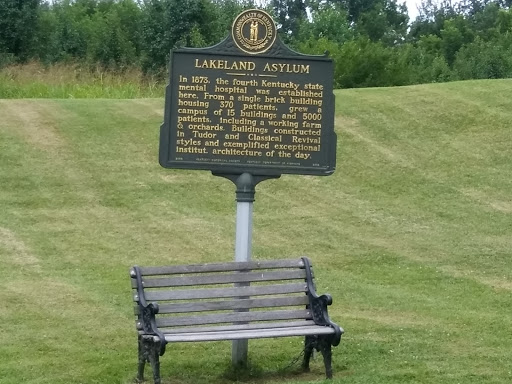 LAKELAND ASYLUM
In 1873, the fourth Kentucky state
mental hospital was established
here. From a single brick building
housing 370 patients, grew a
campus of 15 buildings and 5000
patients, including a working farm
& orchards. Buildings constructed
in Tudor and Classical Revival
styles and exemplified exceptional
institut. architecture of the day.